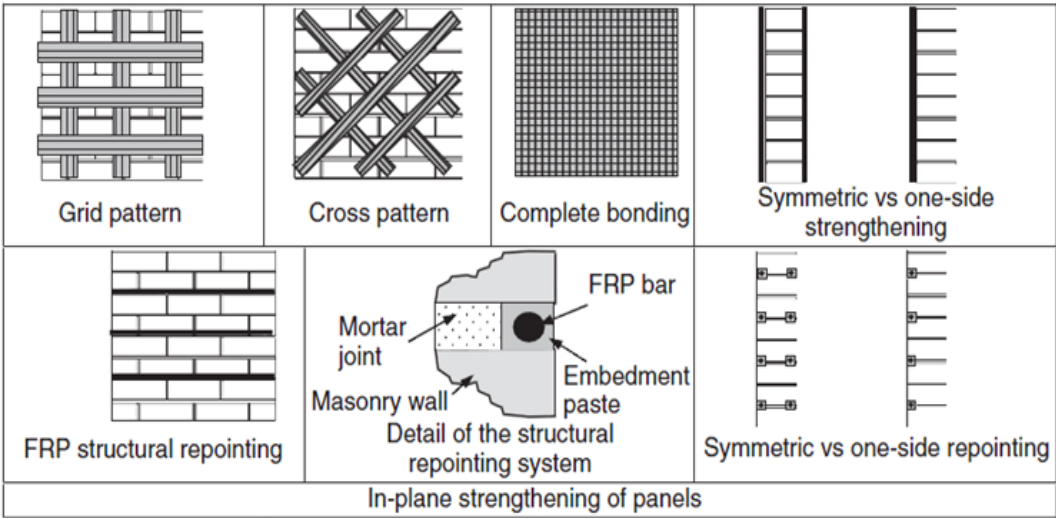 Grid pattern
Cross pattern
Complete bonding
Symmetric vs one-side
strengthening
FRP structural repointing
Mortar
joint
Masonry wall
FRP bar
Embedment
paste
Detail of the structural
repointing system
Symmetric vs one-side repointing
In-plane strengthening of panels